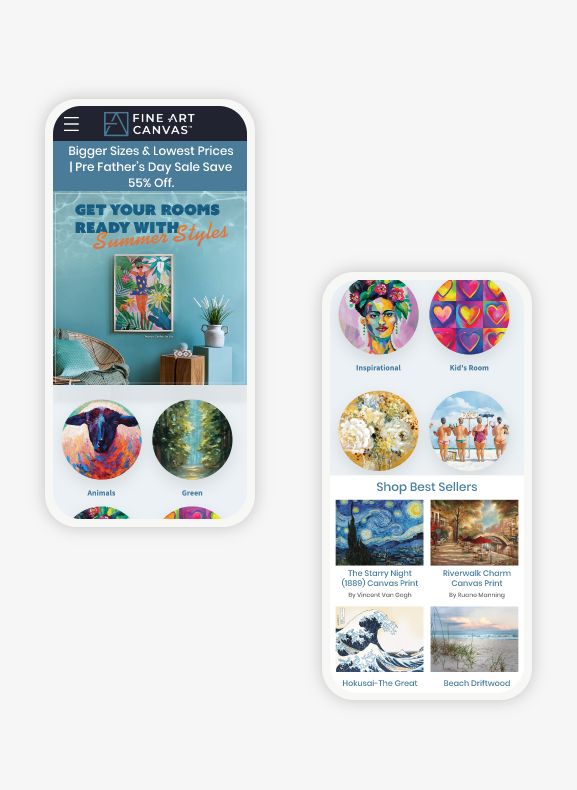 FINE ART
CANVAS™
Bigger Sizes & Lowest Prices
| Pre Father's Day Sale Save
55% Off.
GET YOUR ROOMS
READY WITH
Summer Styles
Animals
Green
Inspirational
Kid's Room
Shop Best Sellers
The Starry Night
(1889) Canvas Print
By Vincent Van Gogh
Riverwalk Charm
Canvas Print
By Ruane Manning
Hokusai-The Great
Beach Driftwood